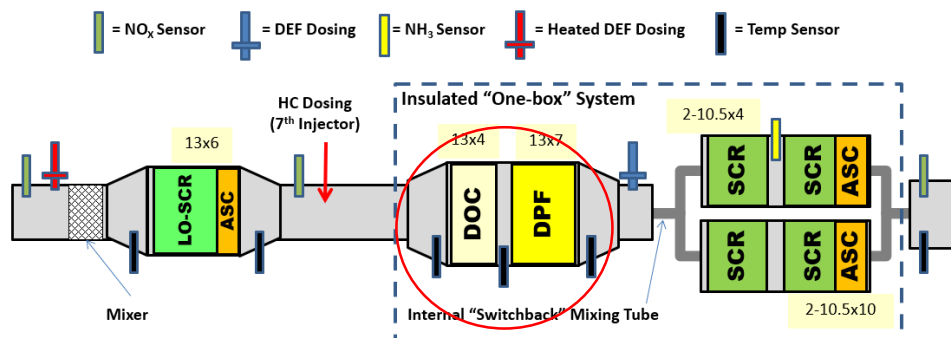 = NOX Sensor
= DEF Dosing
= NH3 Sensor
= Heated DEF Dosing
= Temp Sensor
HC Dosing
(7th Injector)
Insulated “One-box” System
2-10.5x4
13x6
13x4
13x7
LO-SCR
ASC
DOC
DPF
SCR
SCR
ASC
SCR
SCR
ASC
Mixer
Internal “Switchback” Mixing Tube
2-10.5x10